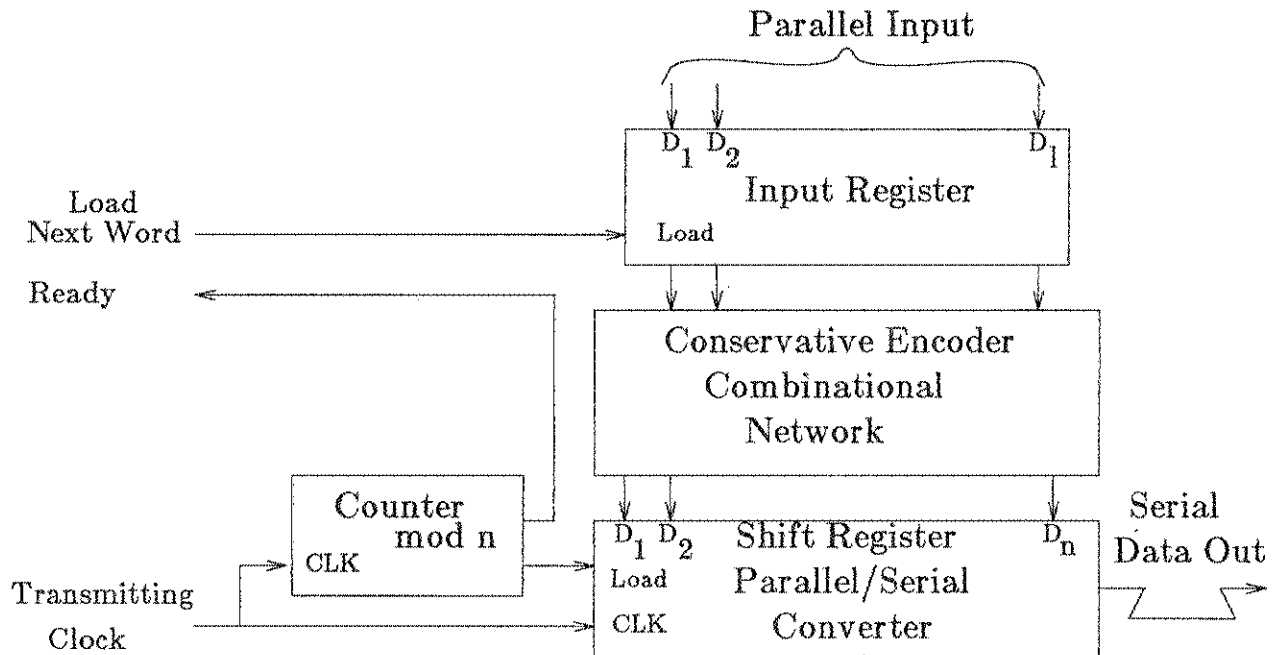 Parallel Input
D1 D2 Dl
Input Register
Load
Load
Next Word
Ready
Conservative Encoder
Combinational
Network
Counter
mod n
CLK
D1 D2 Dn
Shift Register
Load
Parallel/Serial
CLK
Converter
Serial
Data Out
Transmitting
Clock